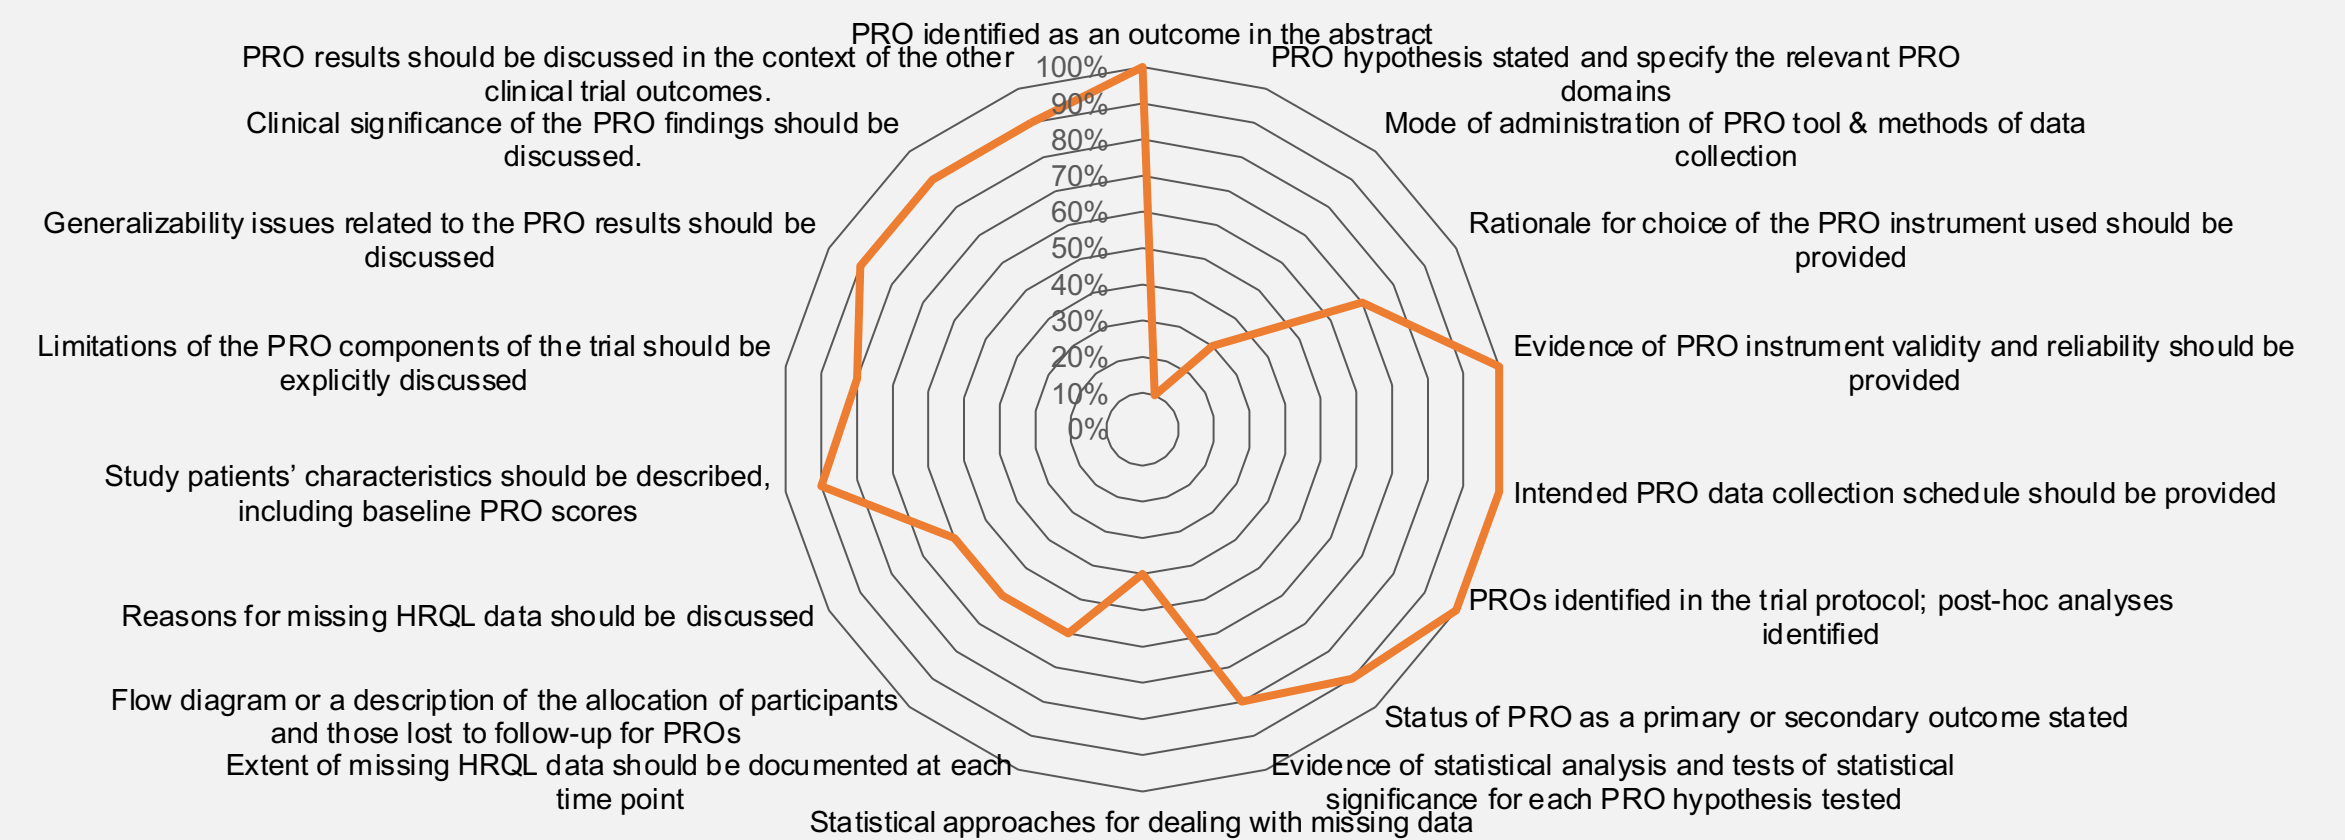 PRO identified as an outcome in the abstract
PRO hypothesis stated and specify the relevant PRO
domains
Mode of administration of PRO tool & methods of data
collection
Rationale for choice of the PRO instrument used should be
provided
Evidence of PRO instrument validity and reliability should be
provided
Intended PRO data collection schedule should be provided
PROs identified in the trial protocol; post-hoc analyses
identified
Status of PRO as a primary or secondary outcome stated
Evidence of statistical analysis and tests of statistical
significance for each PRO hypothesis tested
Statistical approaches for dealing with missing data
Extent of missing HRQL data should be documented at each
time point
Flow diagram or a description of the allocation of participants
and those lost to follow-up for PROs
Reasons for missing HRQL data should be discussed
Study patients’ characteristics should be described,
including baseline PRO scores
Limitations of the PRO components of the trial should be
explicitly discussed
Generalizability issues related to the PRO results should be
discussed
Clinical significance of the PRO findings should be
discussed.
PRO results should be discussed in the context of the other
clinical trial outcomes.
100%
90%
80%
70%
60%
50%
40%
30%
20%
10%
0%